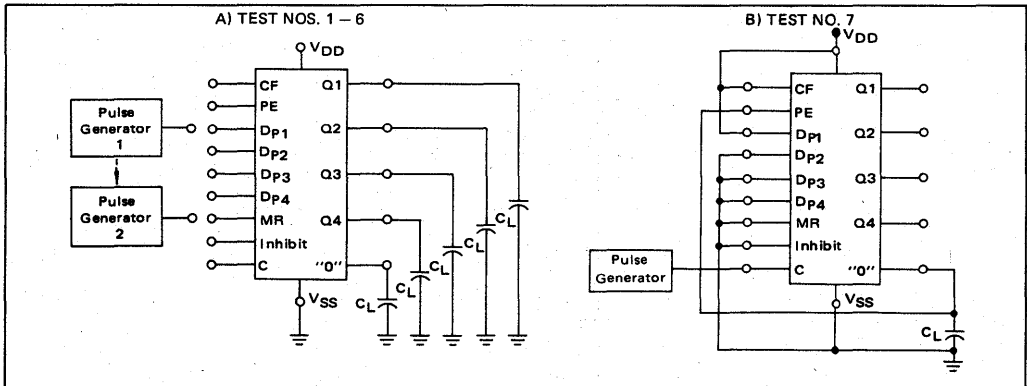 A) TEST NOS. 1 – 6
VDD
CF
PE
DP1
DP2
DP3
DP4
MR
Inhibit
C
Q1
Q2
Q3
Q4
"0"
VSS
Pulse
Generator
1
Pulse
Generator
2
CL
CL
CL
CL
CL
B) TEST NO. 7
VDD
CF
PE
DP1
DP2
DP3
DP4
MR
Inhibit
C
Q1
Q2
Q3
Q4
"0"
VSS
Pulse
Generator
CL